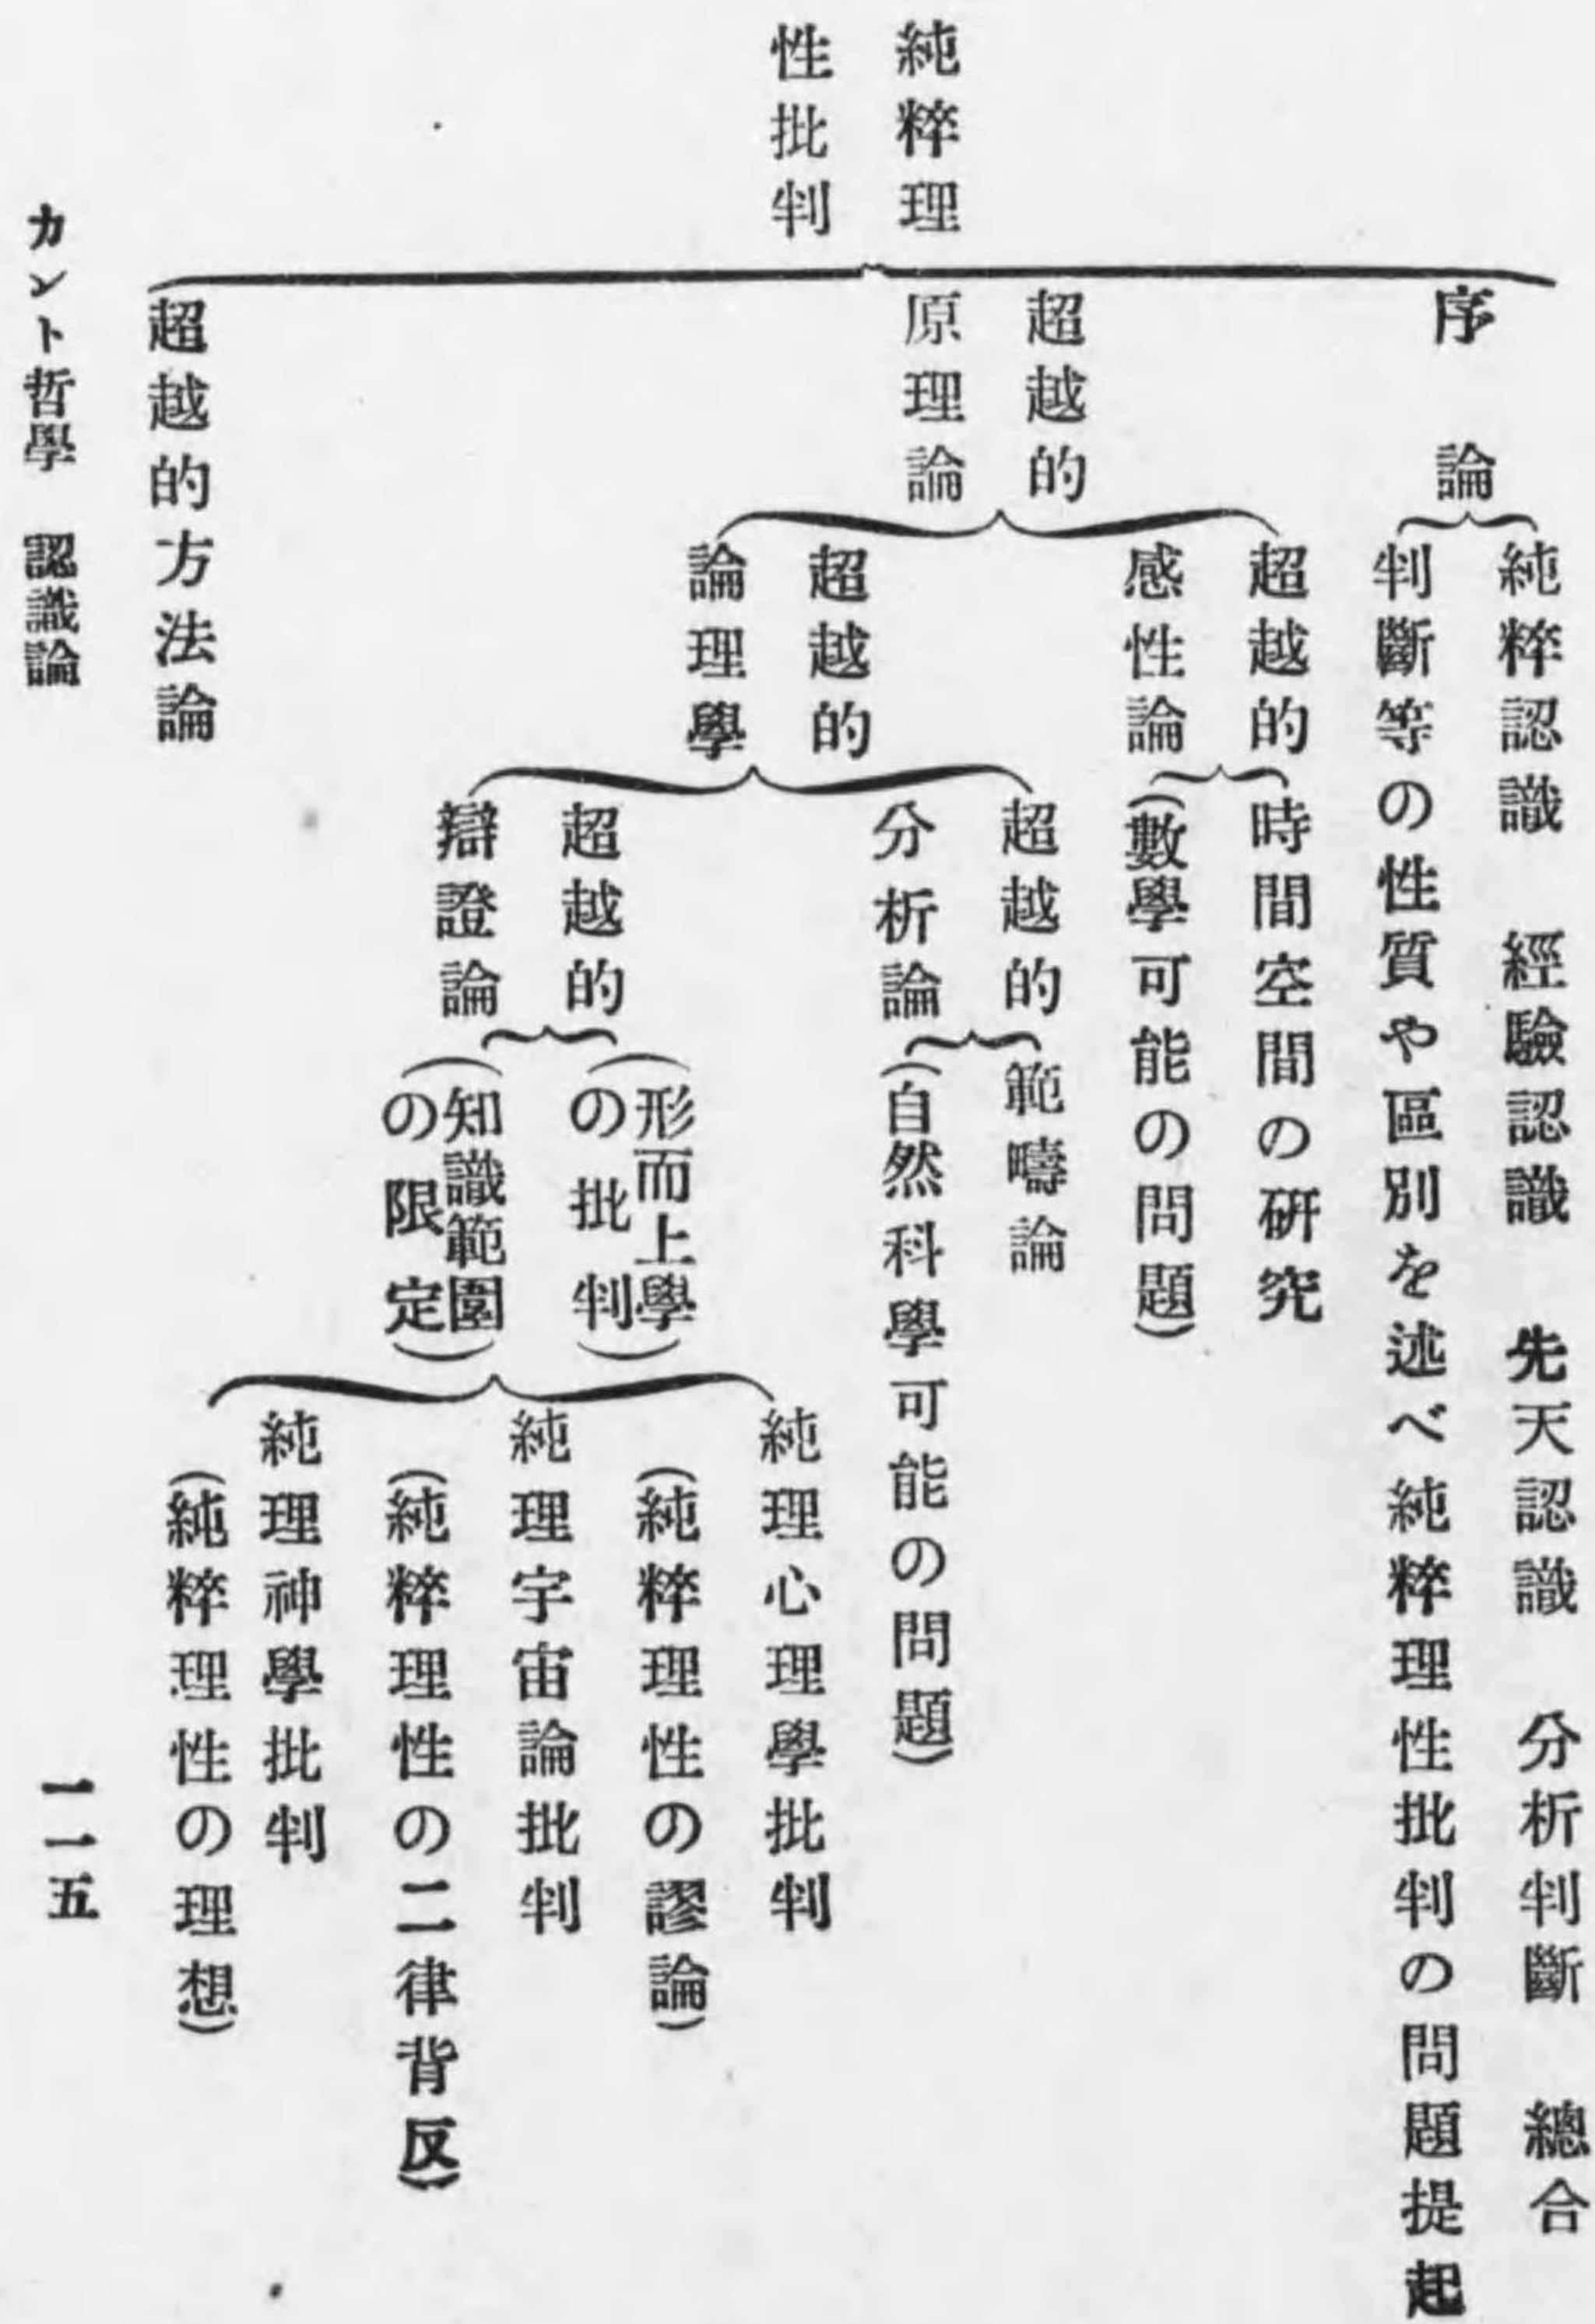 純粹理
性批判
序論
純粹認識 經驗認識 先天認識 分析判斷 總合
判斷等の性質や區別を述べ純粹理性批判の問題提起
超越的
原理論
超越的
感性論
時間空間の研究
(數學可能の問題)
超越的
論理學
超越的
分析論
範疇論
(自然科學可能の問題)
超越的
辯證論
(形而上學
の批判)
(知識範圍
の限定)
純理心理學批判
(純粹理性の謬論)
純理宇宙論批判
(純粹理性の二律背反)
純理神學批判
(純粹理性の理想)
超越的方法論
カント哲學 認識論
一一五